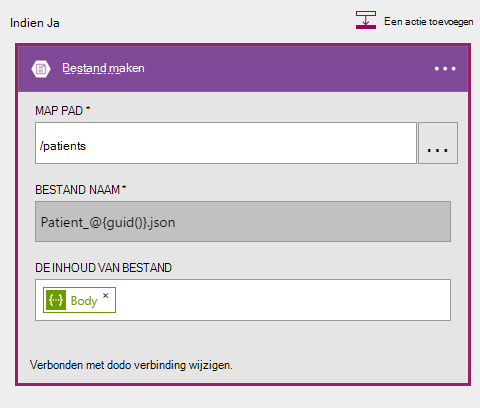 Indien Ja
Een actie toevoegen
Bestand maken
MAP PAD *
/patients
...
BESTAND NAAM *
Patient_@{guid()}.json
DE INHOUD VAN BESTAND
Body ×
Verbonden met dodo verbinding wijzigen.